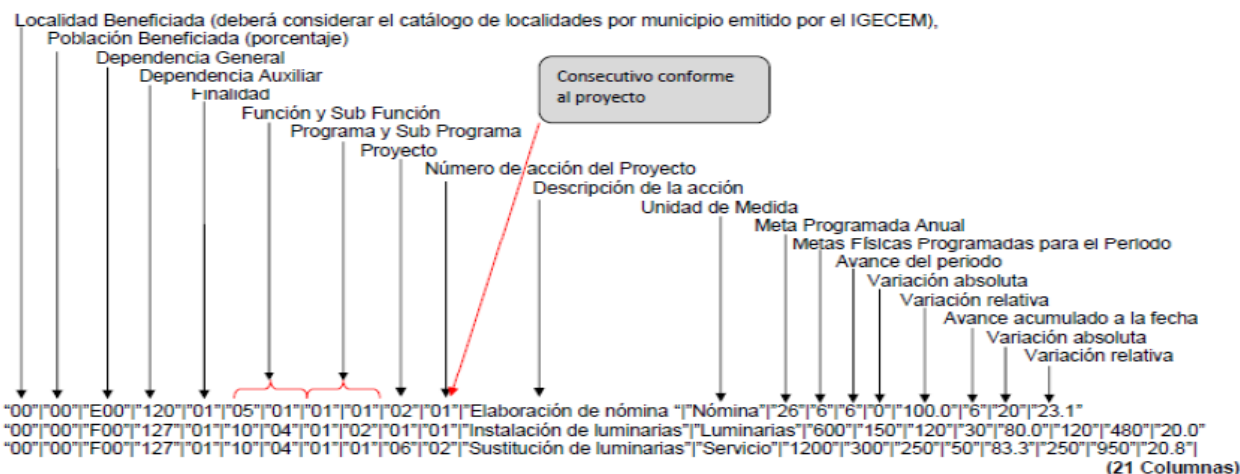 Localidad Beneficiada (deberá considerar el catálogo de localidades por municipio emitido por el IGECEM),
Población Beneficiada (porcentaje)
Dependencia General
Dependencia Auxiliar
Finalidad
Función y Sub Función
Programa y Sub Programa
Proyecto
Consecutivo conforme
al proyecto
Número de acción del Proyecto
Descripción de la acción
Unidad de Medida
Meta Programada Anual
Metas Físicas Programadas para el Periodo
Avance del periodo
Variación absoluta
Variación relativa
Avance acumulado a la fecha
Variación absoluta
Variación relativa
"00"|"00"|"E00"|"120"|"01"|"05"|"01"|"01"|"01"|"02"|"01"|"Elaboración de nómina "|"Nómina"|"26"|"6"|"6"|"0"|"100.0"|"6"|"20"|"23.1"
"00"|"00"|"F00"|"127"|"01"|"10"|"04"|"01"|"02"|"01"|"01"|"Instalación de luminarias"|"Luminarias"|"600"|"150"|"120"|"30"|"80.0"|"120"|"480"|"20.0"
"00"|"00"|"F00"|"127"|"01"|"10"|"04"|"01"|"01"|"06"|"02"|"Sustitución de luminarias"|"Servicio"|"1200"|"300"|"250"|"50"|"83.3"|"250"|"950"|"20.8"|
(21 Columnas)